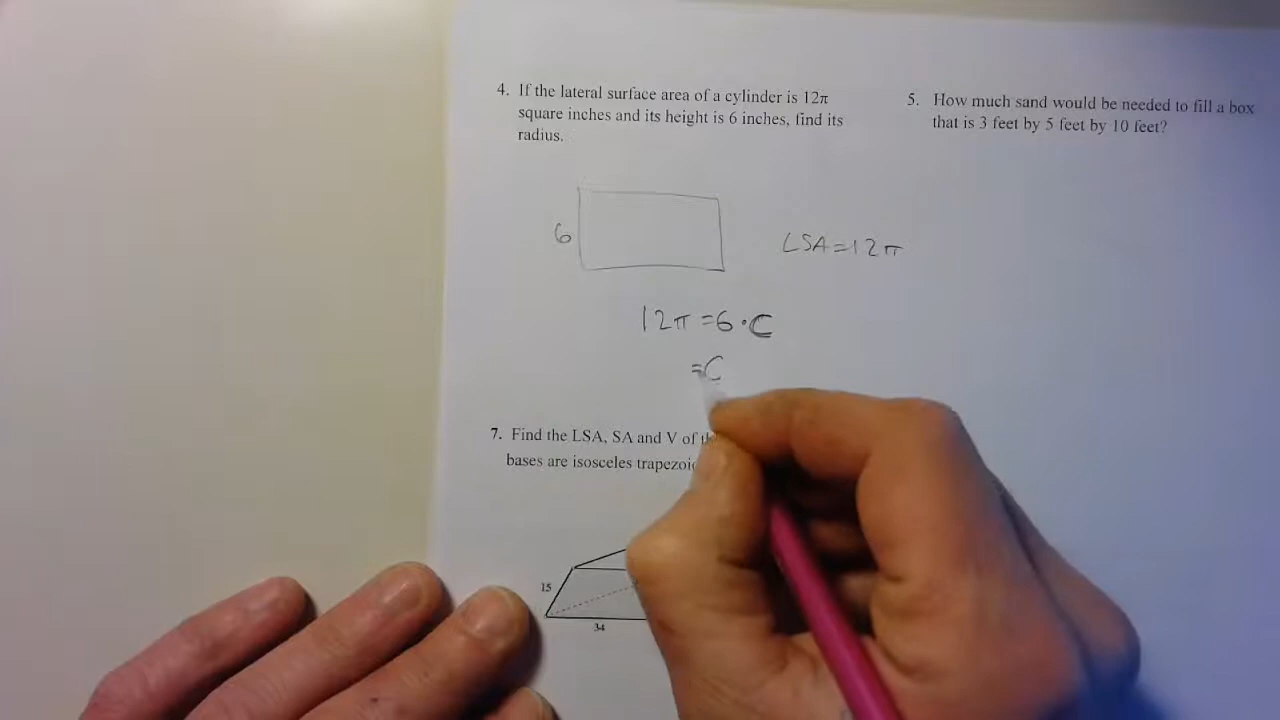 4. If the lateral surface area of a cylinder is 12π
square inches and its height is 6 inches, find its
radius.
5. How much sand would be needed to fill a box
that is 3 feet by 5 feet by 10 feet?
6
LSA=12π
12π=6·C
=C
7. Find the LSA, SA and V of
bases are isosceles
15
34